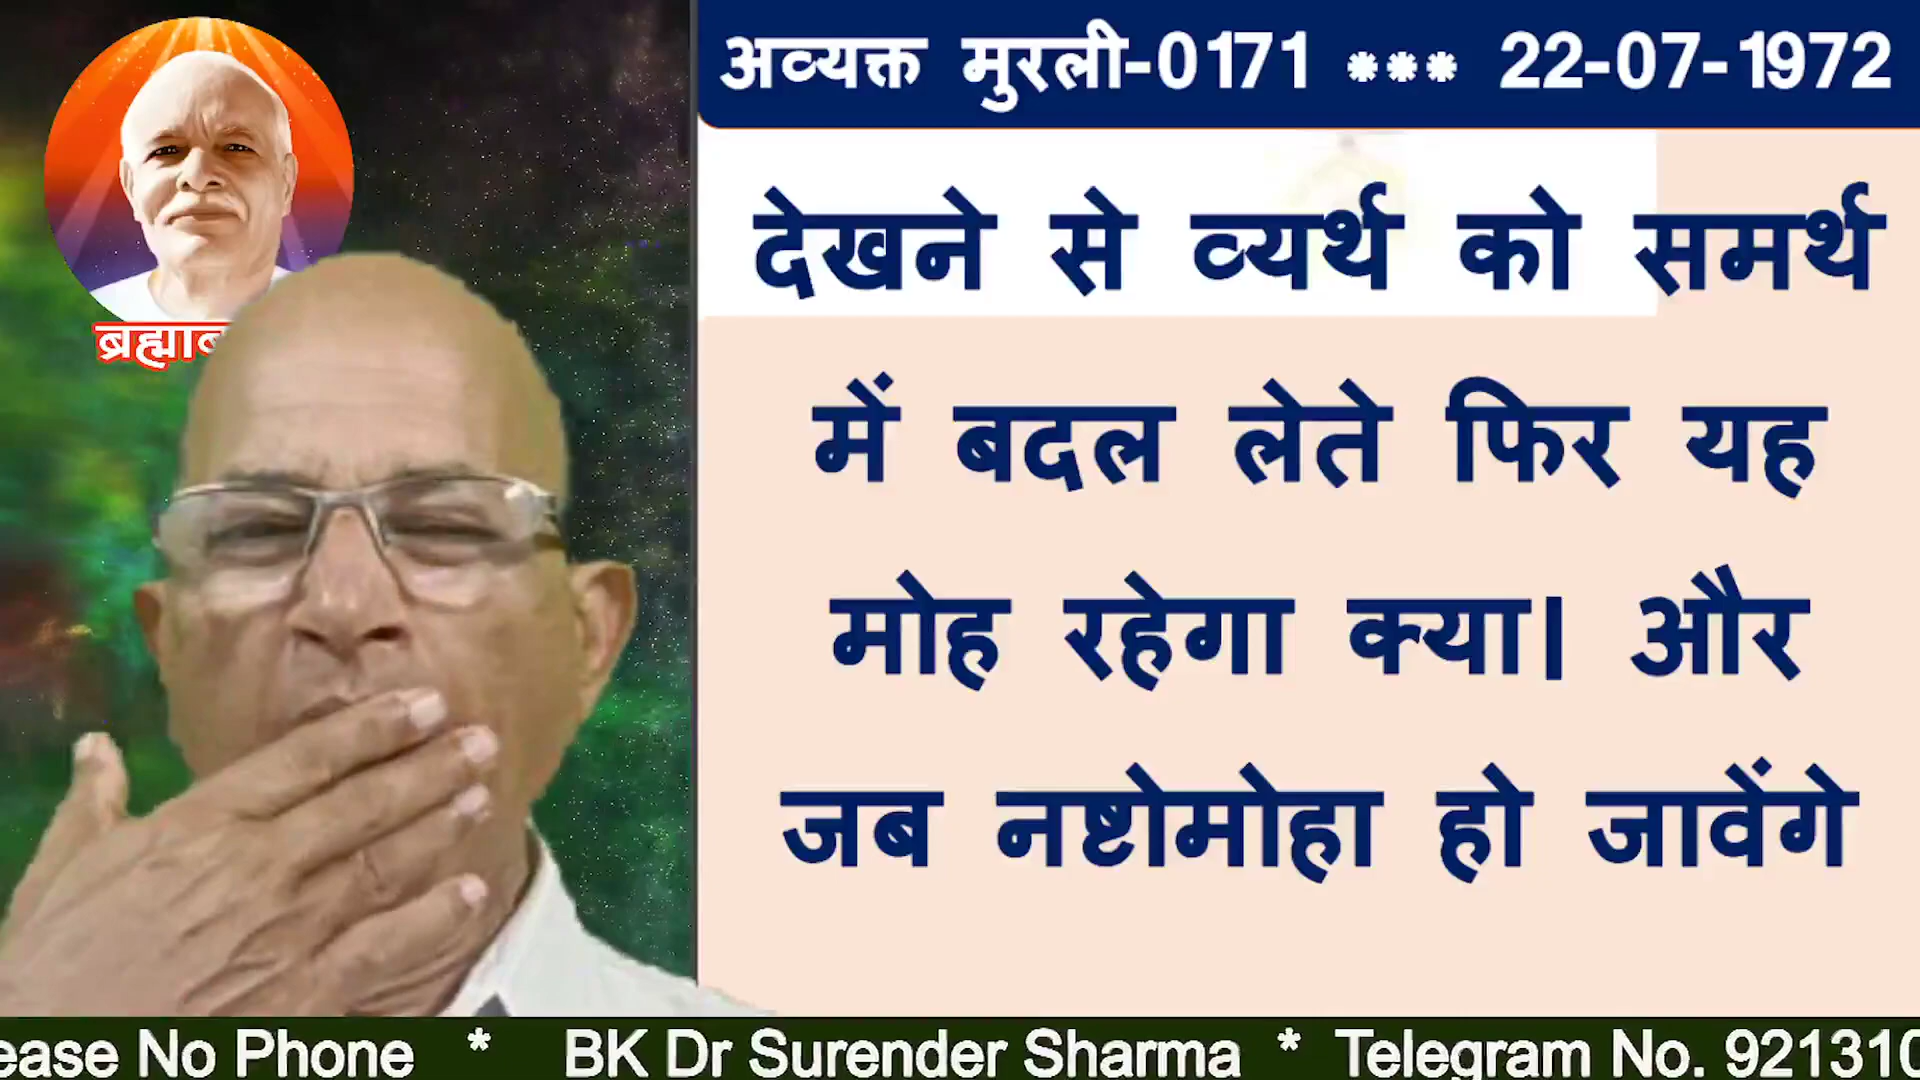 अव्यक्त मुरली-0171 *** 22-07-1972
देखने से व्यर्थ को समर्थ
में बदल लेते फिर यह
मोह रहेगा क्या। और
जब नष्टोमोहा हो जावेंगे
ease No Phone * BK Dr Surender Sharma * Telegram No. 921310